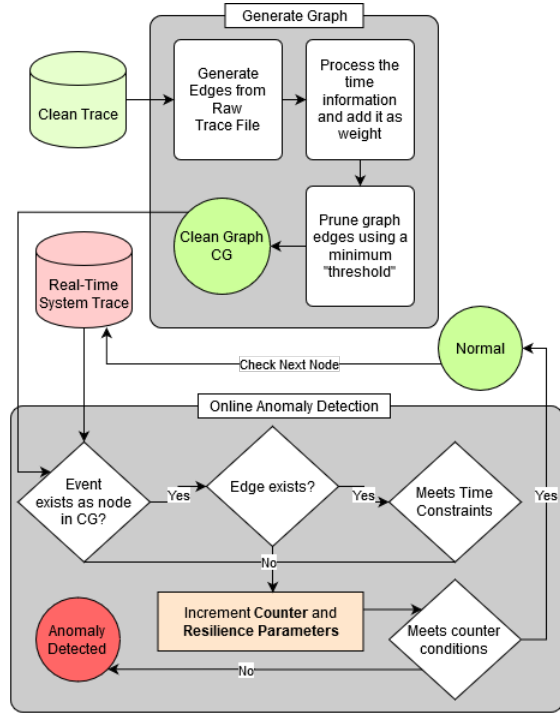 Generate Graph
Clean Trace
Generate
Edges from
Raw
Trace File
Process the
time
information
and add it as
weight
Prune graph
edges using a
minimum
"threshold"
Clean Graph
CG
Real-Time
System Trace
Normal
Check Next Node
Online Anomaly Detection
Event
exists as node
in CG?
Yes
Edge exists?
Yes
Meets Time
Constraints
Yes
No
Increment Counter and
Resilience Parameters
Meets counter
conditions
Anomaly
Detected
No